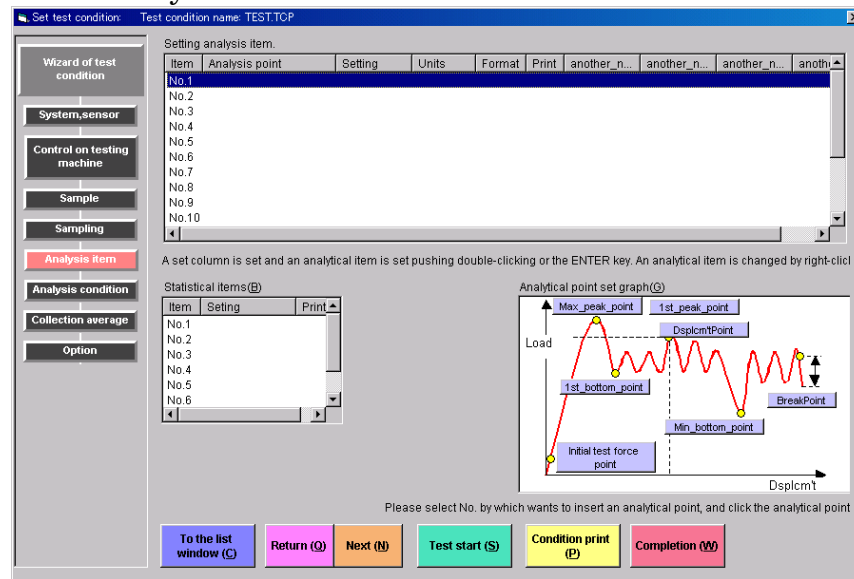 Set test condition: Test condition name: TEST.TCP
Wizard of test
condition
System,sensor
Control on testing
machine
Sample
Sampling
Analysis item
Analysis condition
Collection average
Option
Setting analysis item.
Item Analysis point Setting Units Format Print another_n... another_n... another_n... anoth
No.1
No.2
No.3
No.4
No.5
No.6
No.7
No.8
No.9
No.10
A set column is set and an analytical item is set pushing double-clicking or the ENTER key. An analytical item is changed by right-clicl
Statistical items(B)
Item Seting Print
No.1
No.2
No.3
No.4
No.5
No.6
Analytical point set graph(G)
Max_peak_point 1st_peak_point
Dsplcm'tPoint
Load
1st_bottom_point
BreakPoint
Min_bottom_point
Initial test force
point
Dsplcm't
Please select No. by which wants to insert an analytical point, and click the analytical point
To the list
window (C)
Return (Q)
Next (N)
Test start (S)
Condition print
(P)
Completion (W)